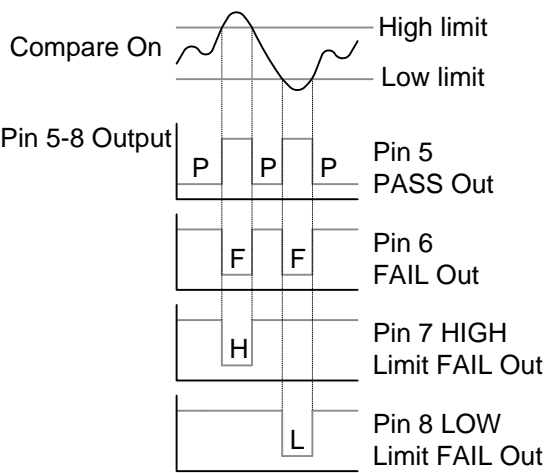 High limit
Compare On
Low limit
Pin 5-8 Output
P P P
Pin 5
PASS Out
F F
Pin 6
FAIL Out
H
Pin 7 HIGH
Limit FAIL Out
L
Pin 8 LOW
Limit FAIL Out